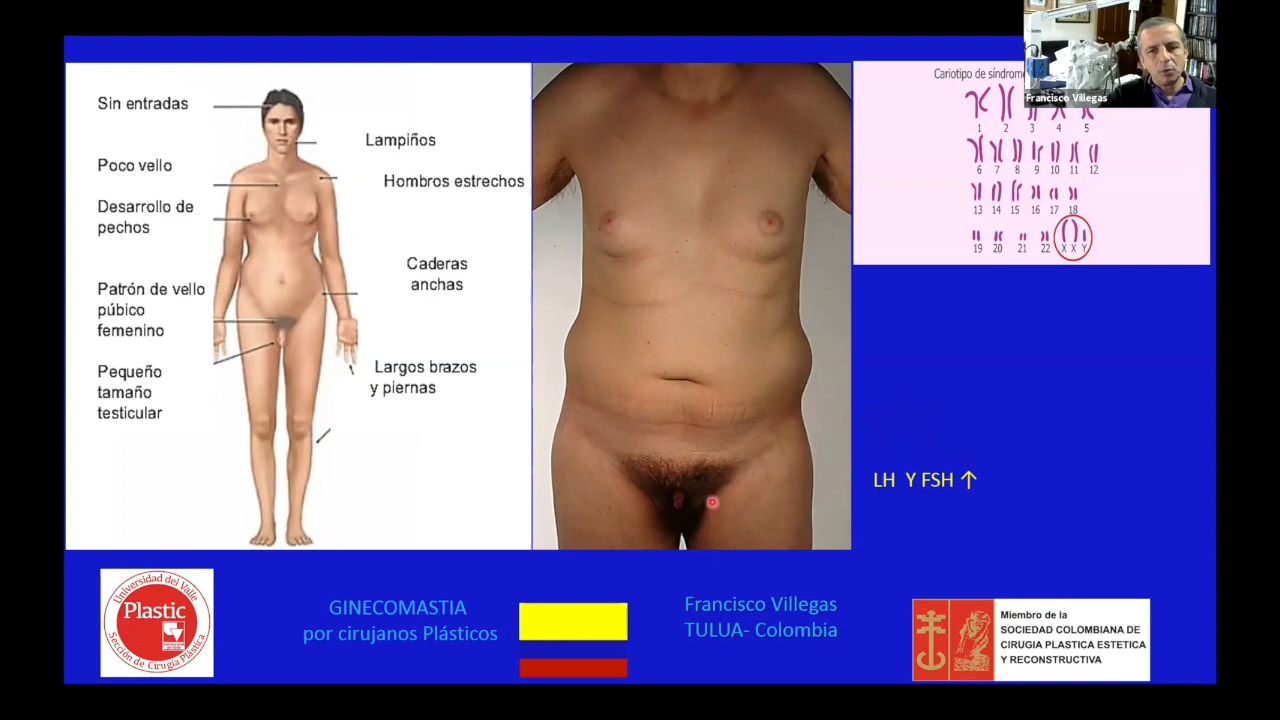 Sin entradas
Lampiños
Poco vello
Hombros estrechos
Desarrollo de
pechos
Caderas
anchas
Patrón de vello
púbico
femenino
Largos brazos
y piernas
Pequeño
tamaño
testicular
Cariotipo de síndrome
Francisco Villegas
1 2 3 4 5
6 7 8 9 10 11 12
13 14 15 16 17 18
19 20 21 22 X X Y
LH Y FSH ↑
Universidad del Valle
Plastic
Sección de Cirugía Plástica
GINECOMASTIA
por cirujanos Plásticos
Francisco Villegas
TULUA- Colombia
Miembro de la
SOCIEDAD COLOMBIANA DE
CIRUGIA PLASTICA ESTETICA
Y RECONSTRUCTIVA